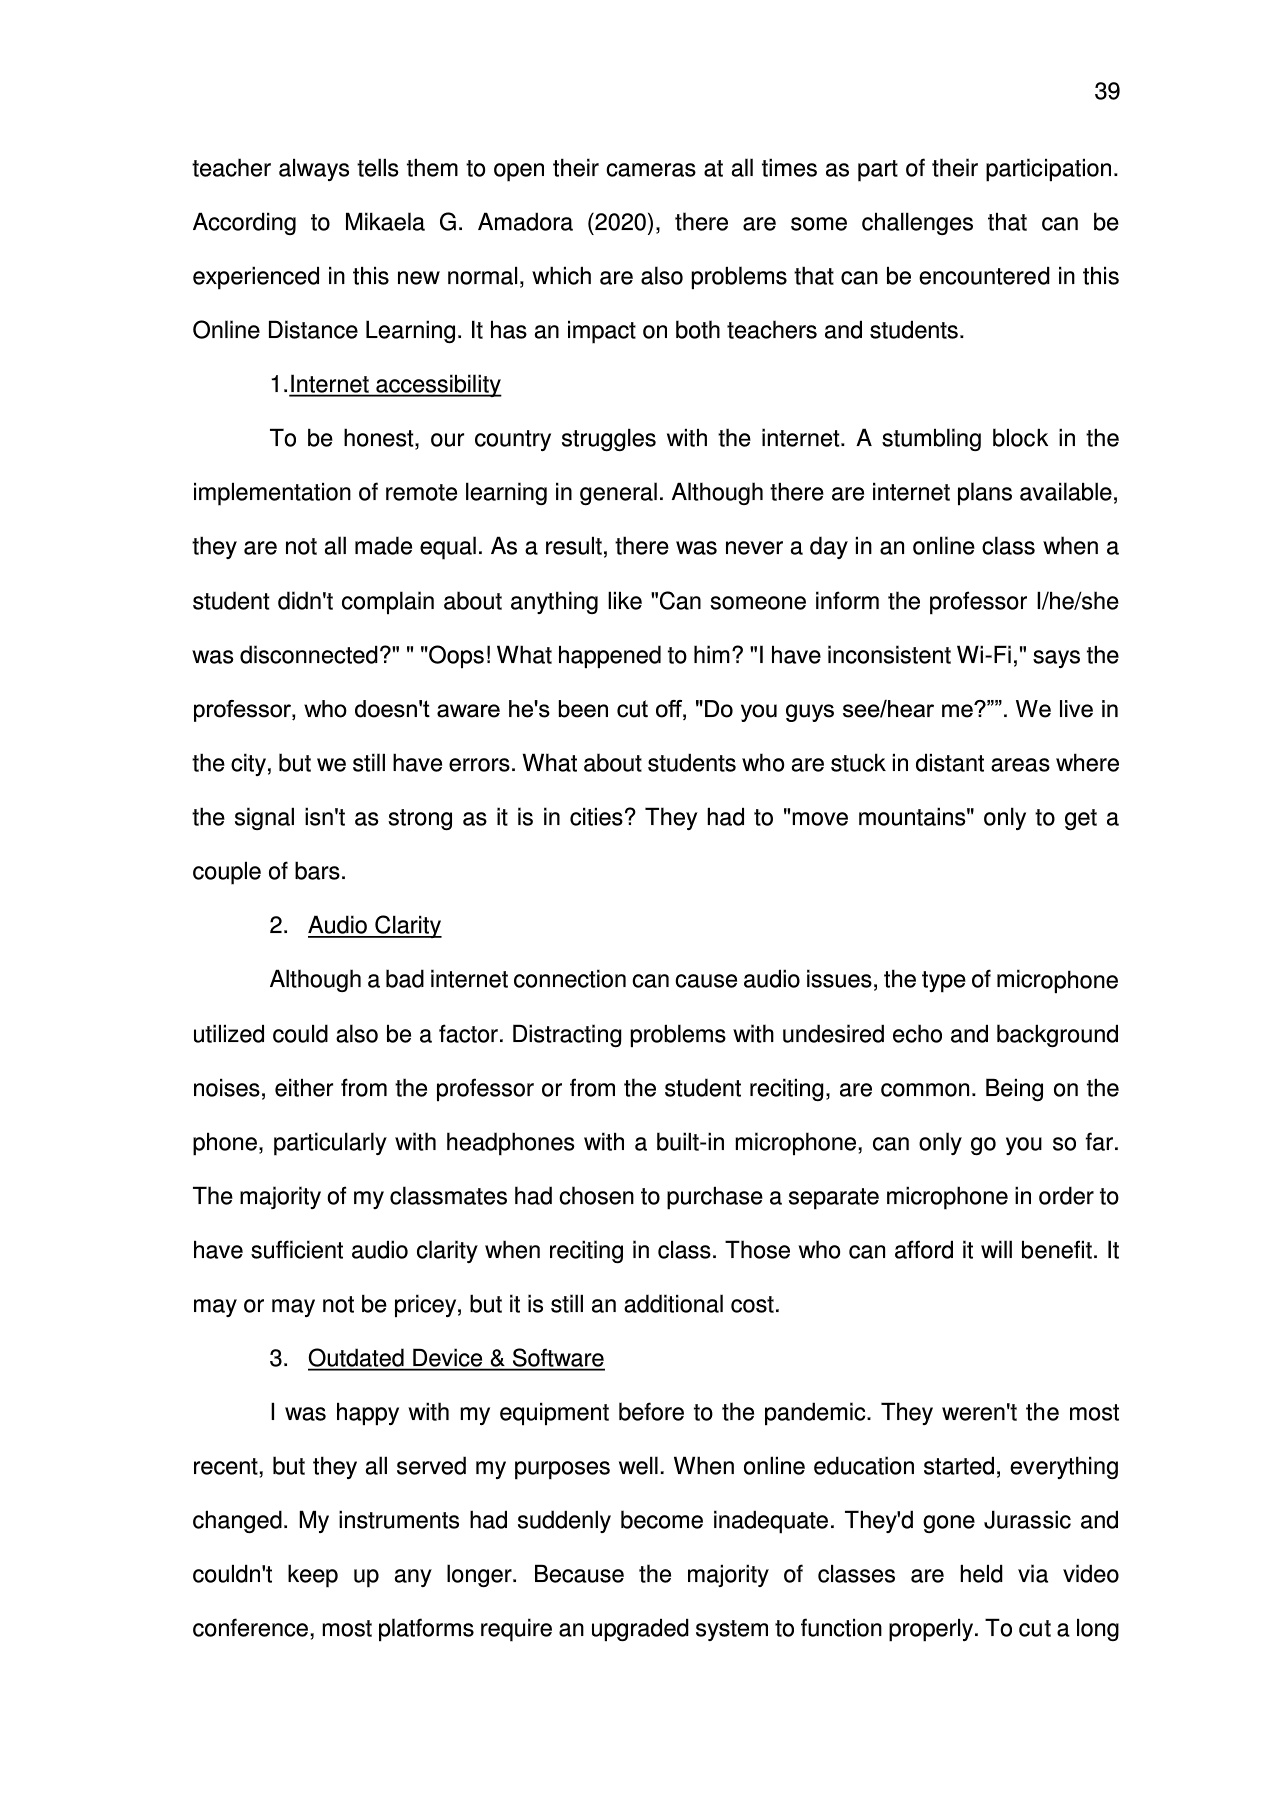 39
teacher always tells them to open their cameras at all times as part of their participation.
According to Mikaela G. Amadora (2020), there are some challenges that can be
experienced in this new normal, which are also problems that can be encountered in this
Online Distance Learning. It has an impact on both teachers and students.
1.Internet accessibility
To be honest, our country struggles with the internet. A stumbling block in the
implementation of remote learning in general. Although there are internet plans available,
they are not all made equal. As a result, there was never a day in an online class when a
student didn't complain about anything like "Can someone inform the professor I/he/she
was disconnected?" " "Oops! What happened to him? "I have inconsistent Wi-Fi," says the
professor, who doesn't aware he's been cut off, "Do you guys see/hear me?””. We live in
the city, but we still have errors. What about students who are stuck in distant areas where
the signal isn't as strong as it is in cities? They had to "move mountains" only to get a
couple of bars.
2. Audio Clarity
Although a bad internet connection can cause audio issues, the type of microphone
utilized could also be a factor. Distracting problems with undesired echo and background
noises, either from the professor or from the student reciting, are common. Being on the
phone, particularly with headphones with a built-in microphone, can only go you so far.
The majority of my classmates had chosen to purchase a separate microphone in order to
have sufficient audio clarity when reciting in class. Those who can afford it will benefit. It
may or may not be pricey, but it is still an additional cost.
3. Outdated Device & Software
I was happy with my equipment before to the pandemic. They weren't the most
recent, but they all served my purposes well. When online education started, everything
changed. My instruments had suddenly become inadequate. They'd gone Jurassic and
couldn't keep up any longer. Because the majority of classes are held via video
conference, most platforms require an upgraded system to function properly. To cut a long